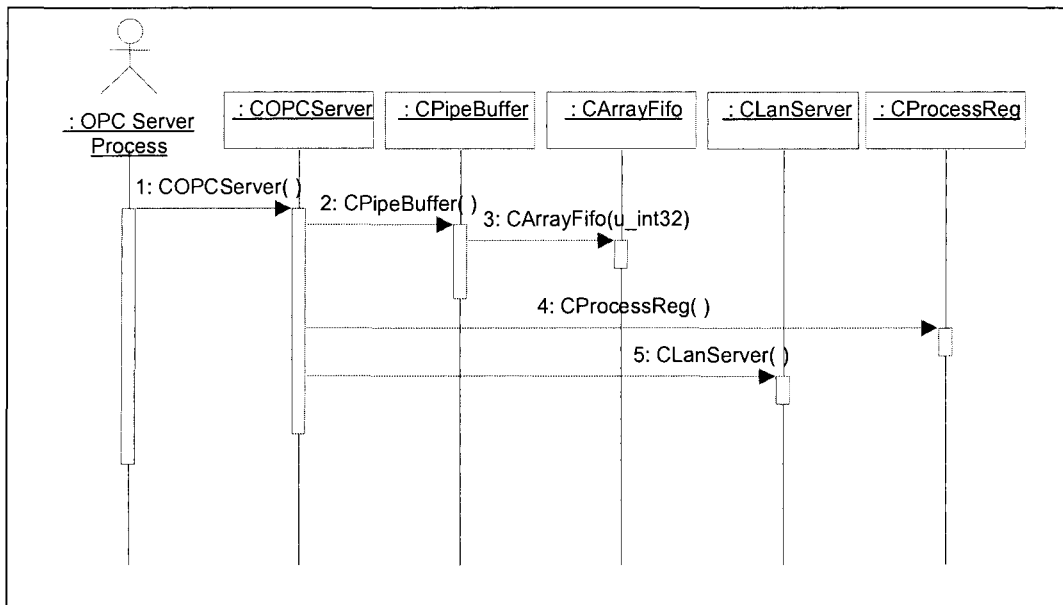 : OPC Server
Process
: COPCServer
: CPipeBuffer
: CArrayFifo
: CLanServer
: CProcessReg
1: COPCServer( )
2: CPipeBuffer( )
3: CArrayFifo(u_int32)
4: CProcessReg( )
5: CLanServer( )